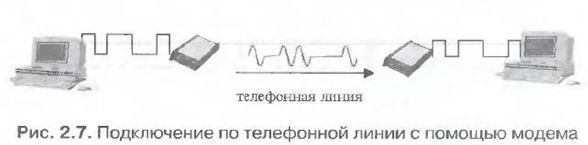 телефонная линия
Рис. 2.7. Подключение по телефонной линии с помощью модема